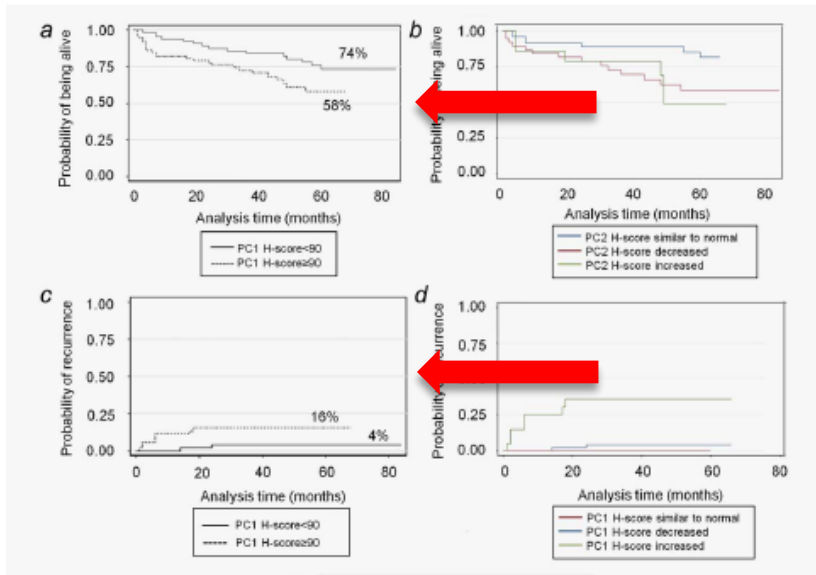 a
Probability of being alive
1.00
0.75
0.50
0.25
0.00
74%
58%
0 20 40 60 80
Analysis time (months)
PC1 H-score<90
PC1 H-score≥90
b
being alive
1.00
0.75
0.25
0.00
0 20 40 60 80
Analysis time (months)
PC2 H-score similar to normal
PC2 H-score decreased
PC2 H-score increased
c
Probability of recurrence
1.00
0.75
0.50
0.25
0.00
16%
4%
0 20 40 60 80
Analysis time (months)
PC1 H-score<90
PC1 H-score≥90
d
Probability of
1.00
0.75
0.25
0.00
0 20 40 60 80
Analysis time (months)
PC1 H-score similar to normal
PC1 H-score decreased
PC1 H-score increased